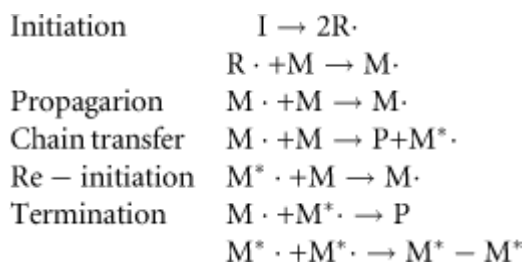 Initiation I → 2R·
R · +M → M·
Propagarion M · +M → M·
Chain transfer M · +M → P+M*·
Re − initiation M* · +M → M·
Termination M · +M*· → P
M* · +M*· → M* − M*